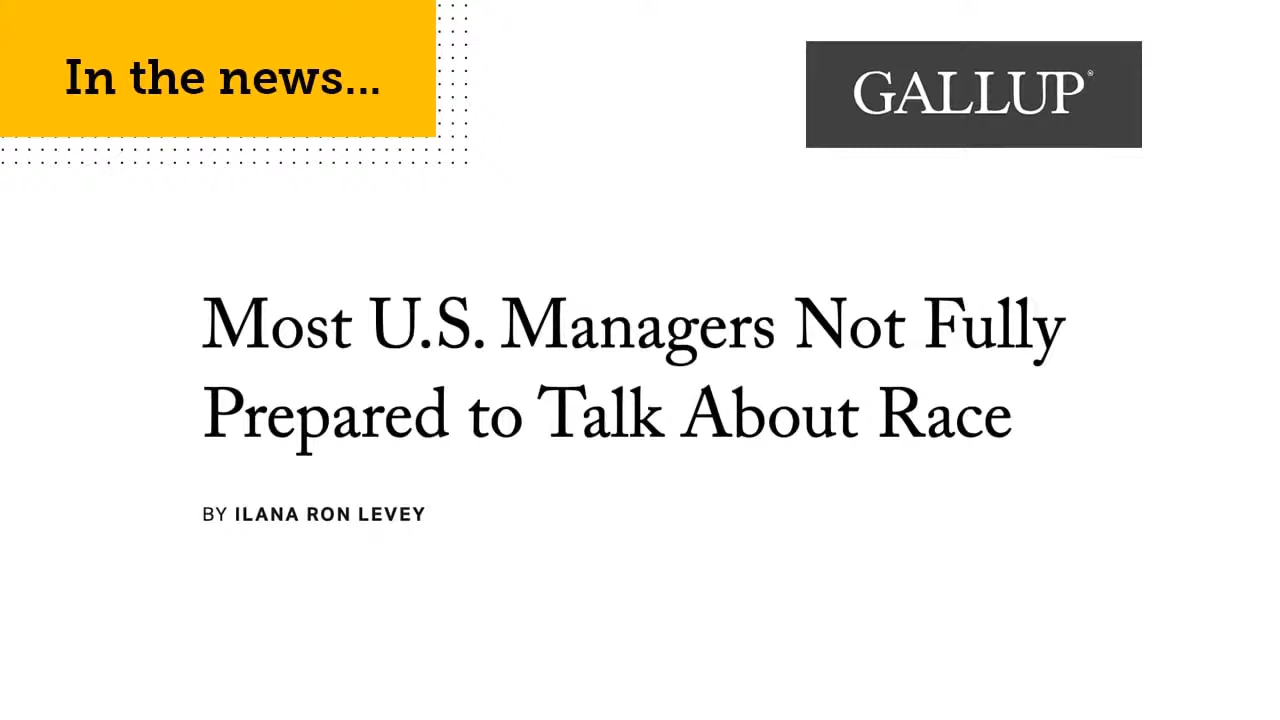 In the news...
GALLUP®
Most U.S. Managers Not Fully
Prepared to Talk About Race
BY ILANA RON LEVEY